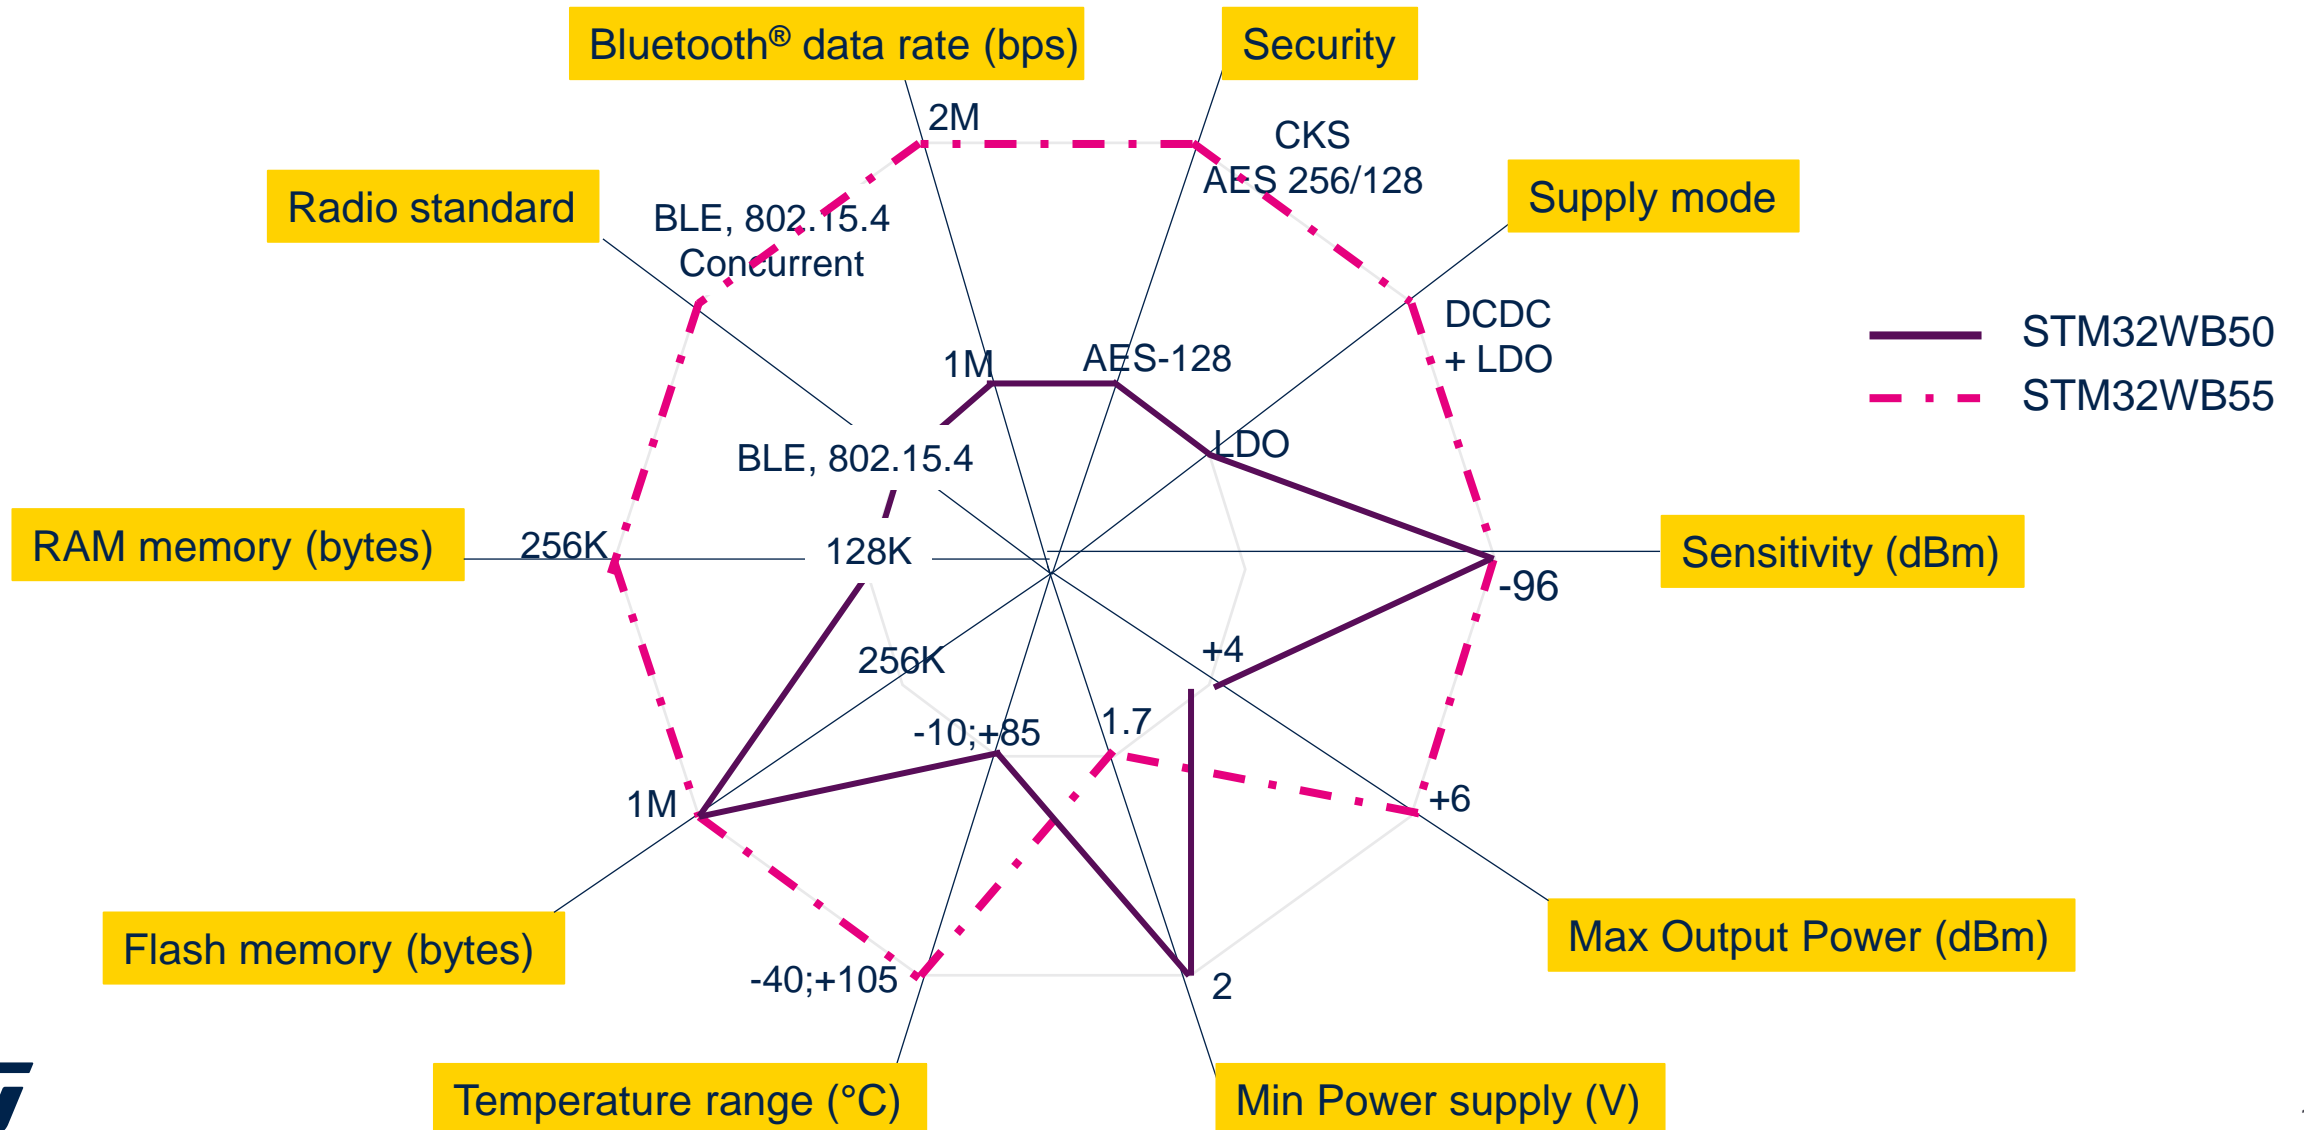 Bluetooth® data rate (bps)
Security
2M
CKS
AES 256/128
Radio standard
BLE, 802.15.4
Concurrent
Supply mode
DCDC
+ LDO
STM32WB50
STM32WB55
1M
AES-128
LDO
BLE, 802.15.4
RAM memory (bytes)
256K
128K
Sensitivity (dBm)
-96
256K
+4
-10;+85
1.7
1M
+6
Flash memory (bytes)
Max Output Power (dBm)
-40;+105
2
Temperature range (°C)
Min Power supply (V)